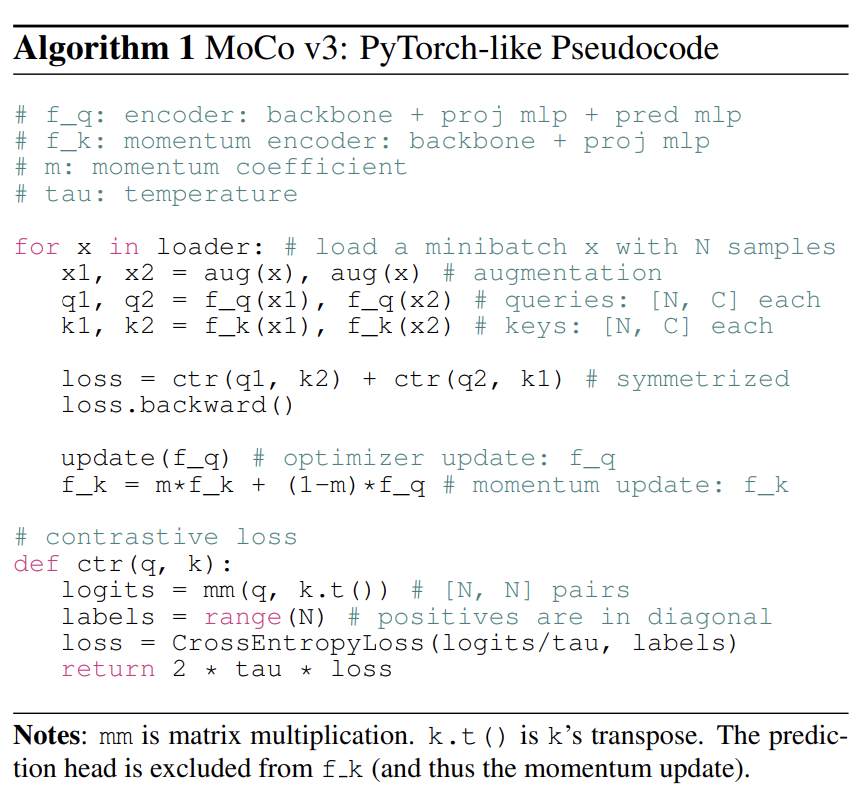 Algorithm 1 MoCo v3: PyTorch-like Pseudocode
# f_q: encoder: backbone + proj mlp + pred mlp
# f_k: momentum encoder: backbone + proj mlp
# m: momentum coefficient
# tau: temperature
for x in loader: # load a minibatch x with N samples
x1, x2 = aug(x), aug(x) # augmentation
q1, q2 = f_q(x1), f_q(x2) # queries: [N, C] each
k1, k2 = f_k(x1), f_k(x2) # keys: [N, C] each
loss = ctr(q1, k2) + ctr(q2, k1) # symmetrized
loss.backward()
update(f_q) # optimizer update: f_q
f_k = m*f_k + (1-m)*f_q # momentum update: f_k
# contrastive loss
def ctr(q, k):
logits = mm(q, k.t()) # [N, N] pairs
labels = range(N) # positives are in diagonal
loss = CrossEntropyLoss(logits/tau, labels)
return 2 * tau * loss
Notes: mm is matrix multiplication. k.t() is k's transpose. The predic-
tion head is excluded from f_k (and thus the momentum update).